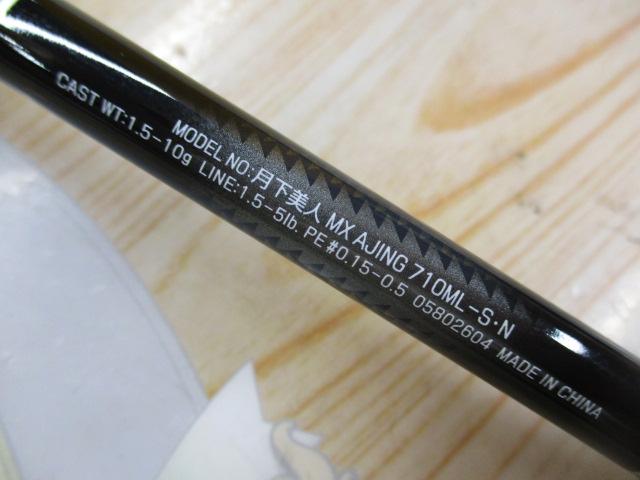 MODEL NO:月下美人 MX AJING 710ML-S・N
CAST WT:1.5-10g LINE:1.5-5lb. PE#0.15-0.5 05802604 MADE IN CHINA